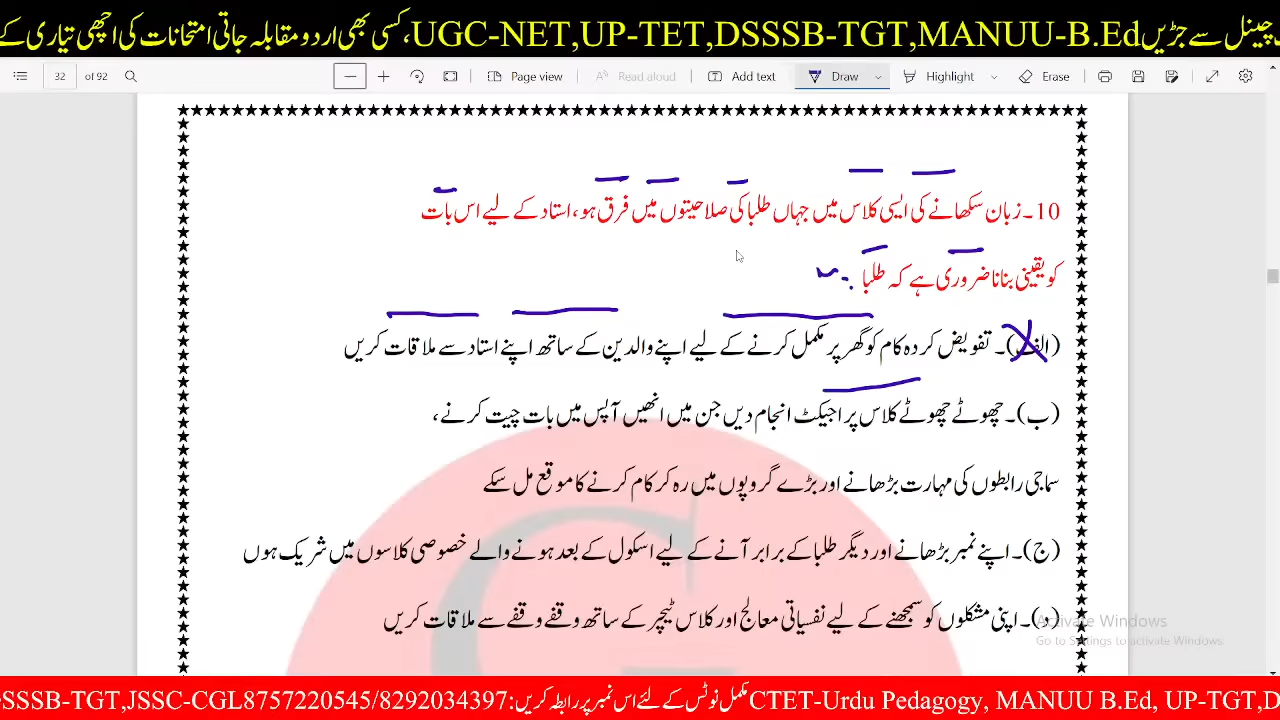 چینل سے جڑیں UGC-NET,UP-TET,DSSSB-TGT,MANUU-B.Ed، کسی بھی اردو مقابلہ جاتی امتحانات کی اچھی تیاری کے
32 of 92 Page view Read aloud Add text Draw Highlight Erase
10۔ زبان سکھانے کی ایسی کلاس میں جہاں طلبا کی صلاحیتوں میں فرق ہو، استاد کے لیے اس بات
کو یقینی بنانا ضروری ہے کہ طلبا
(الف)۔ تفویض کردہ کام کو گھر پر مکمل کرنے کے لیے اپنے والدین کے ساتھ اپنے استاد سے ملاقات کریں
(ب)۔ چھوٹے چھوٹے کلاس پراجیکٹ انجام دیں جن میں انھیں آپس میں بات چیت کرنے،
سماجی رابطوں کی مہارت بڑھانے اور بڑے گروپوں میں رہ کر کام کرنے کا موقع مل سکے
(ج)۔ اپنے نمبر بڑھانے اور دیگر طلبا کے برابر آنے کے لیے اسکول کے بعد ہونے والے خصوصی کلاسوں میں شریک ہوں
(د)۔ اپنی مشکلوں کو سمجھنے کے لیے نفسیاتی معالج اور کلاس ٹیچر کے ساتھ وقفے وقفے سے ملاقات کریں
Activate Windows
Go to Settings to activate Windows.
SSSB-TGT,JSSC-CGL8757220545/8292034397:مکمل نوٹس کے لئے اس نمبر پر رابطہ کریں CTET-Urdu Pedagogy, MANUU B.Ed, UP-TGT,D